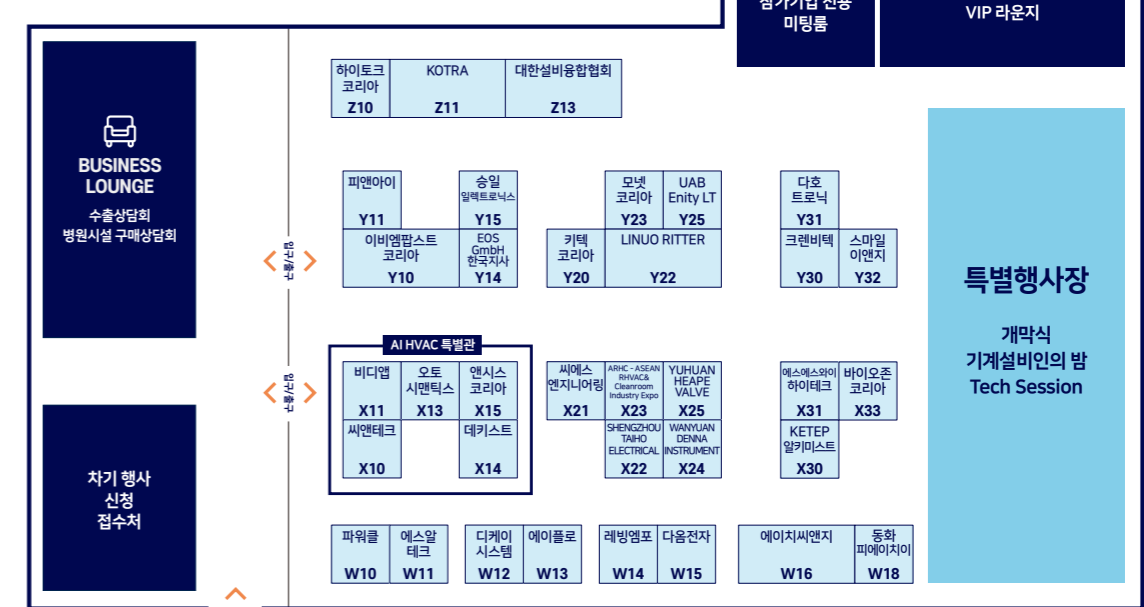 참가기업 전용
미팅룸
VIP 라운지
BUSINESS
LOUNGE
수출상담회
병원시설 구매상담회
차기 행사
신청
접수처
입구/출구
입구/출구
하이토크
코리아
Z10
KOTRA
Z11
대한설비융합협회
Z13
피앤아이
Y11
승일
일렉트로닉스
Y15
모넷
코리아
Y23
UAB
Enity LT
Y25
다호
트로닉
Y31
이비엠팝스트
코리아
Y10
EOS
GmbH
한국지사
Y14
키텍
코리아
Y20
LINUO RITTER
Y22
크렌비텍
Y30
스마일
이앤지
Y32
AI HVAC 특별관
비디앱
X11
오토
시맨틱스
X13
앤시스
코리아
X15
씨에스
엔지니어링
X21
ARHC - ASEAN
RHVAC&
Cleanroom
Industry Expo
X23
YUHUAN
HEAPE
VALVE
X25
에스에스와이
하이테크
X31
바이오존
코리아
X33
씨앤테크
X10
데키스트
X14
SHENGZHOU
TAIHO
ELECTRICAL
X22
WANYUAN
DENNA
INSTRUMENT
X24
KETEP
알키미스트
X30
파워클
W10
에스알
테크
W11
디케이
시스템
W12
에이플로
W13
레빙엠포
W14
다옴전자
W15
에이치씨앤지
W16
동화
피에이치이
W18
특별행사장
개막식
기계설비인의 밤
Tech Session